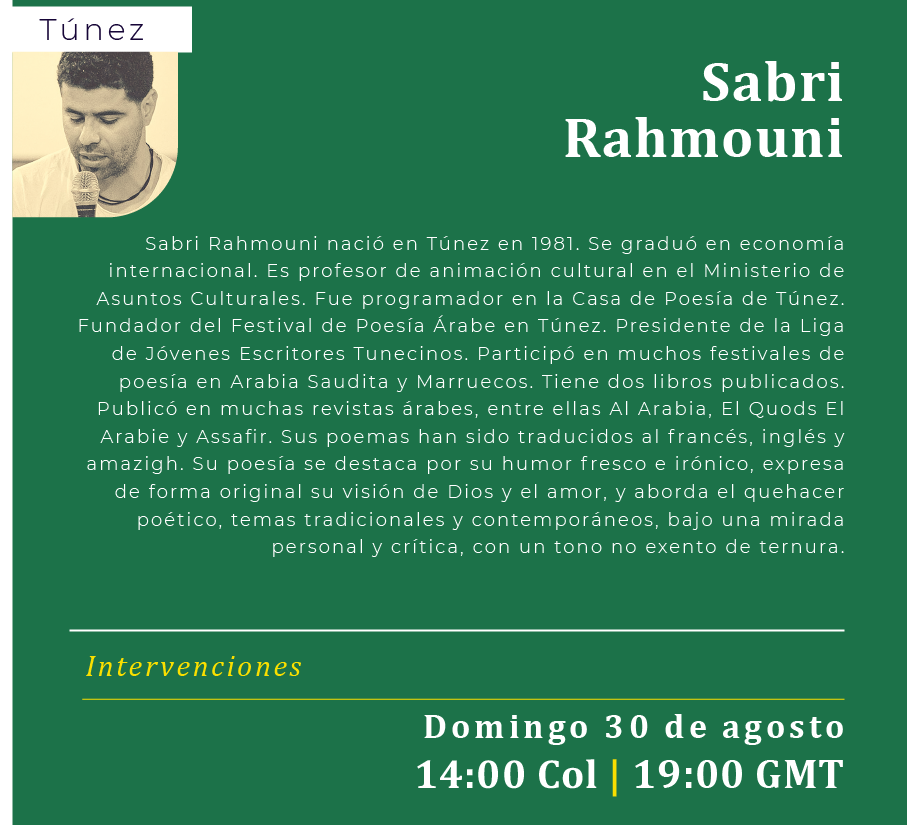 Túnez
Sabri
Rahmouni
Sabri Rahmouni nació en Túnez en 1981. Se graduó en economía
internacional. Es profesor de animación cultural en el Ministerio de
Asuntos Culturales. Fue programador en la Casa de Poesía de Túnez.
Fundador del Festival de Poesía Árabe en Túnez. Presidente de la Liga
de Jóvenes Escritores Tunecinos. Participó en muchos festivales de
poesía en Arabia Saudita y Marruecos. Tiene dos libros publicados.
Publicó en muchas revistas árabes, entre ellas Al Arabia, El Quods El
Arabie y Assafir. Sus poemas han sido traducidos al francés, inglés y
amazigh. Su poesía se destaca por su humor fresco e irónico, expresa
de forma original su visión de Dios y el amor, y aborda el quehacer
poético, temas tradicionales y contemporáneos, bajo una mirada
personal y crítica, con un tono no exento de ternura.
Intervenciones
Domingo 30 de agosto
14:00 Col | 19:00 GMT